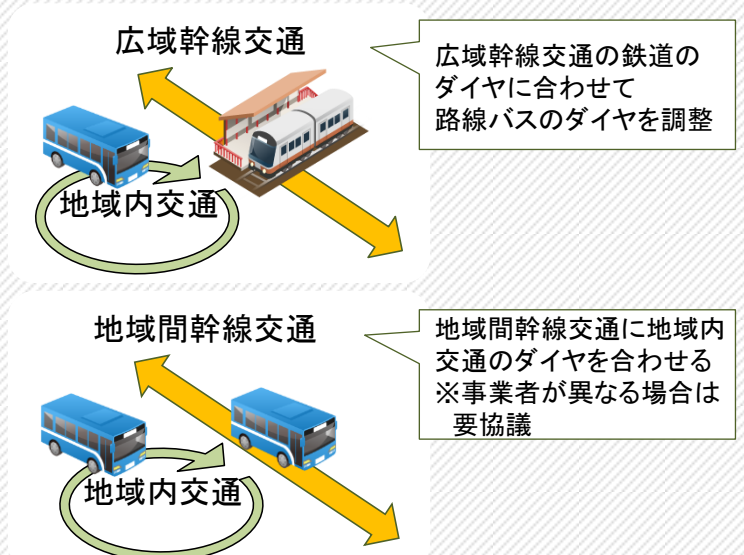 広域幹線交通
広域幹線交通の鉄道の
ダイヤに合わせて
路線バスのダイヤを調整
地域内交通
地域間幹線交通
地域間幹線交通に地域内
交通のダイヤを合わせる
※事業者が異なる場合は
要協議
地域内交通